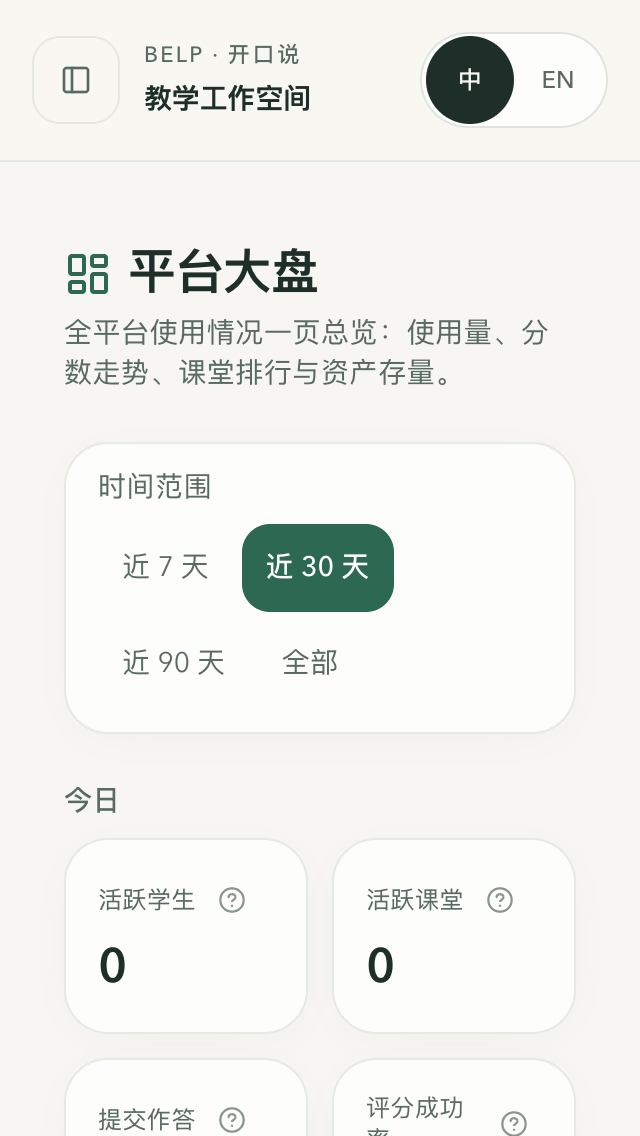 BELP · 开口说
教学工作空间
中
EN
平台大盘
全平台使用情况一页总览：使用量、分
数走势、课堂排行与资产存量。
时间范围
近 7 天
近 30 天
近 90 天
全部
今日
活跃学生
活跃课堂
0
0
提交作答
评分成功